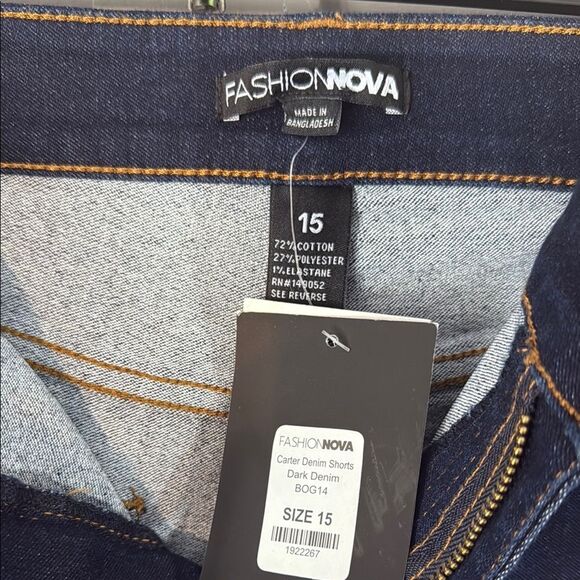 FASHIONNOVA
MADE IN
BANGLADESH
15
72% COTTON
27% POLYESTER
1% ELASTANE
RN#149052
SEE REVERSE
FASHIONNOVA
Carter Denim Shorts
Dark Denim
BOG14
SIZE 15
1922267